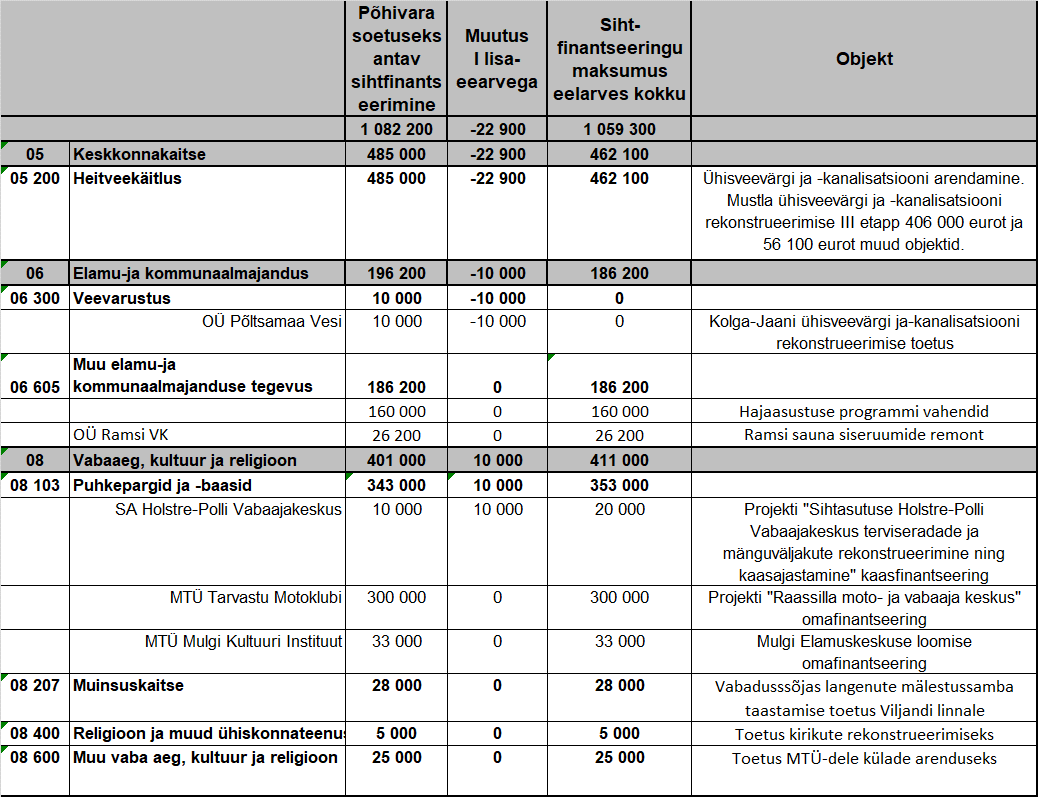 Põhivara
soetuseks
antav
sihtfinants
eerimine
Muutus
I lisa-
eearvega
Siht-
finantseeringu
maksumus
eelarves kokku
Objekt
1 082 200 -22 900 1 059 300
05 Keskkonnakaitse 485 000 -22 900 462 100
05 200 Heitveekäitlus 485 000 -22 900 462 100 Ühisveevärgi ja -kanalisatsiooni arendamine.
Mustla ühisveevärgi ja -kanalisatsiooni
rekonstrueerimise III etapp 406 000 eurot ja
56 100 eurot muud objektid.
06 Elamu-ja kommunaalmajandus 196 200 -10 000 186 200
06 300 Veevarustus 10 000 -10 000 0
OÜ Põltsamaa Vesi 10 000 -10 000 0 Kolga-Jaani ühisveevärgi ja-kanalisatsiooni
rekonstrueerimise toetus
Muu elamu-ja
06 605 kommunaalmajanduse tegevus 186 200 0 186 200
160 000 0 160 000 Hajaasustuse programmi vahendid
OÜ Ramsi VK 26 200 0 26 200 Ramsi sauna siseruumide remont
08 Vabaaeg, kultuur ja religioon 401 000 10 000 411 000
08 103 Puhkepargid ja -baasid 343 000 10 000 353 000
SA Holstre-Polli Vabaajakeskus 10 000 10 000 20 000 Projekti "Sihtasutuse Holstre-Polli
Vabaajakeskus terviseradade ja
mänguväljakute rekonstrueerimine ning
kaasajastamine" kaasfinantseering
MTÜ Tarvastu Motoklubi 300 000 0 300 000 Projekti "Raassilla moto- ja vabaaja keskus"
omafinantseering
MTÜ Mulgi Kultuuri Instituut 33 000 0 33 000 Mulgi Elamuskeskuse loomise
omafinantseering
08 207 Muinsuskaitse 28 000 0 28 000 Vabadusssõjas langenute mälestussamba
taastamise toetus Viljandi linnale
08 400 Religioon ja muud ühiskonnateenus 5 000 0 5 000 Toetus kirikute rekonstrueerimiseks
08 600 Muu vaba aeg, kultuur ja religioon 25 000 0 25 000 Toetus MTÜ-dele külade arenduseks